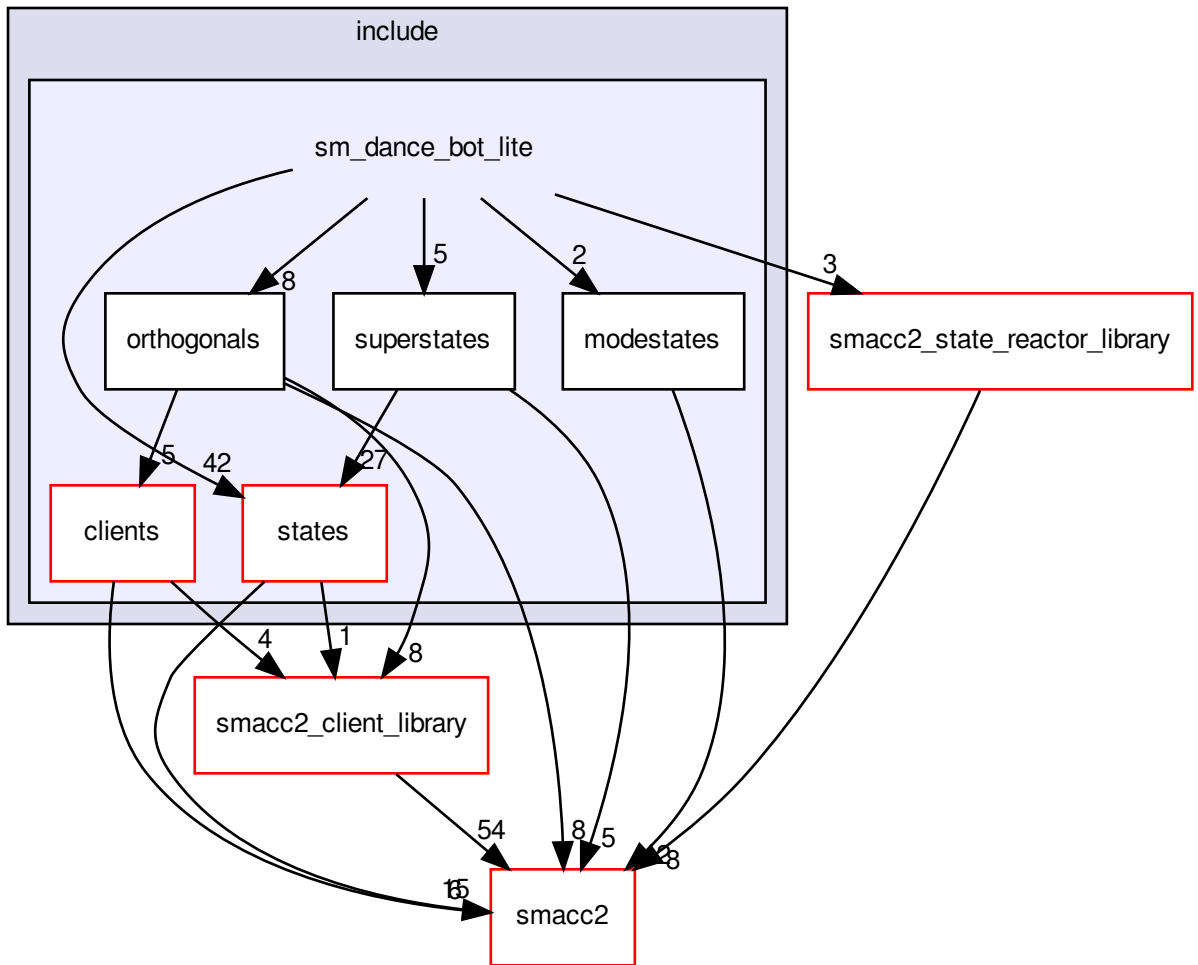 include
sm_dance_bot_lite
5
2
3
8
orthogonals
superstates
modestates
smacc2_state_reactor_library
5
42
27
clients
states
4
1
8
smacc2_client_library
54
8
5
8
smacc2